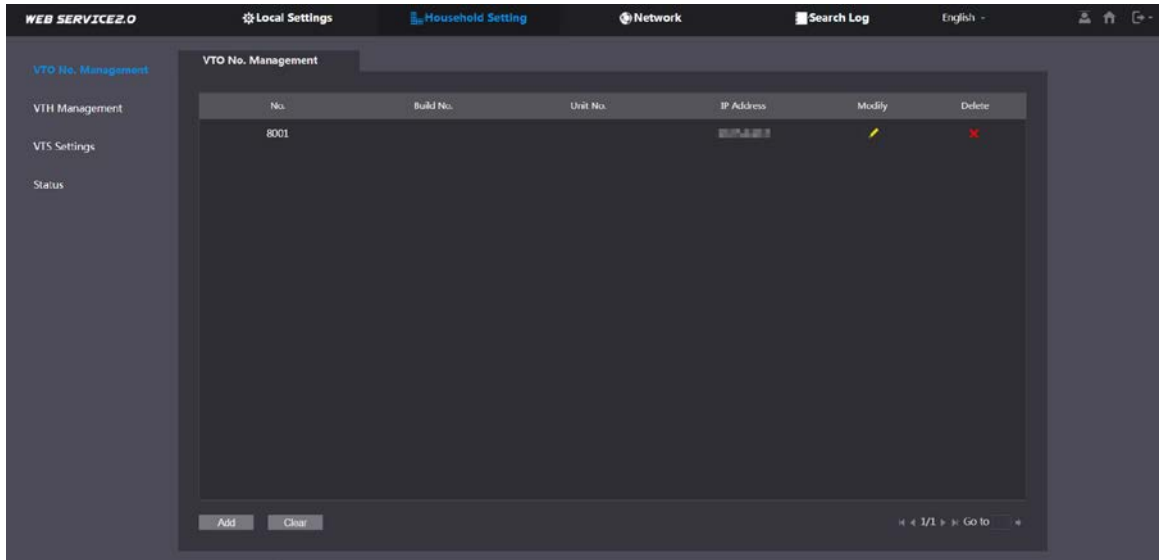 WEB SERVICE2.0 Local Settings Household Setting Network Search Log English
VTO No. Management
VTO No. Management
No. Build No. Unit No. IP Address Modify Delete
VTH Management
8001
VTS Settings
Status
Add Clear 1/1 Go to